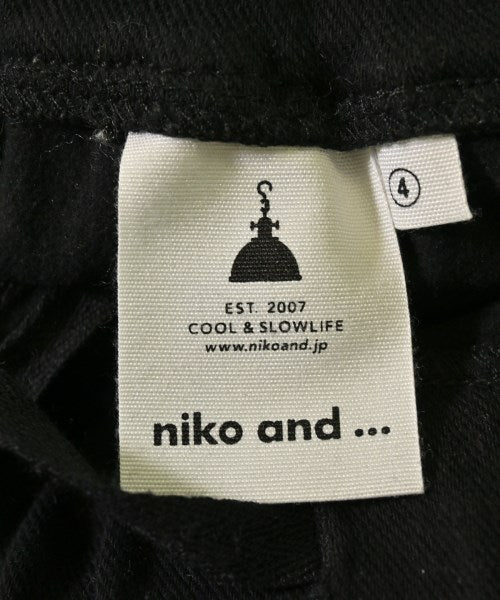 ④
EST. 2007
COOL & SLOWLIFE
www.nikoand.jp
niko and ...